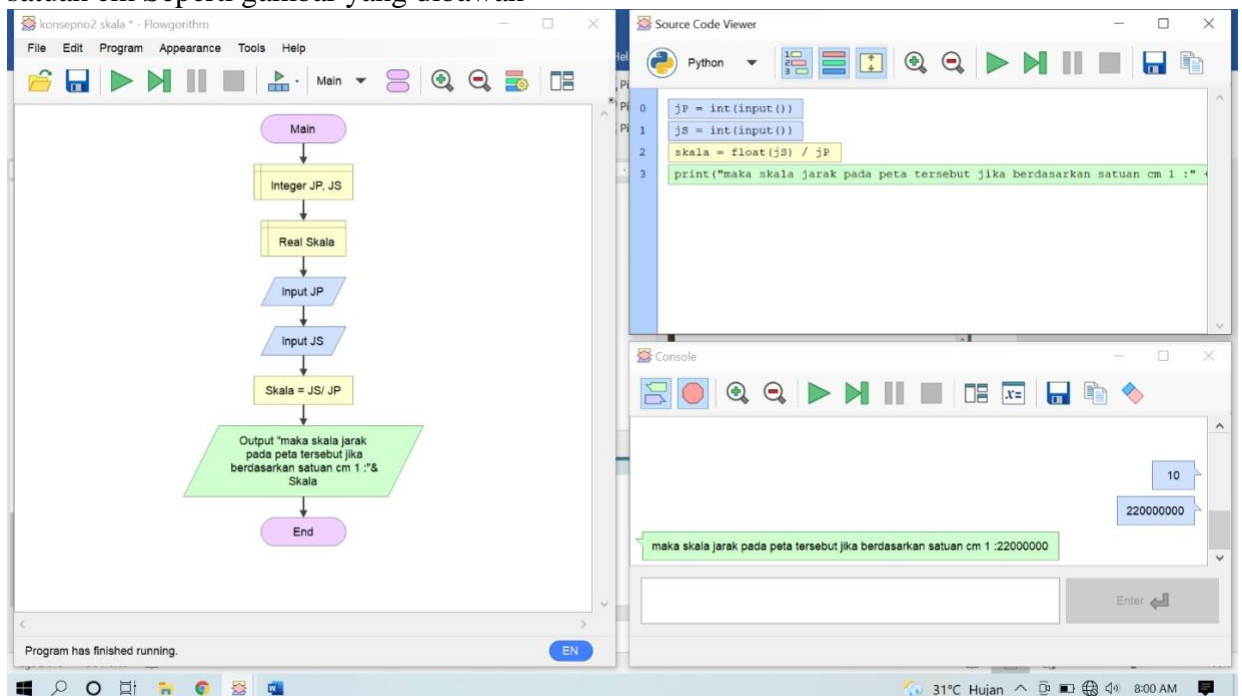 satuan cm seperti gambar yang dibawah
konsepno2 skala * - Flowgorithm
File Edit Program Appearance Tools Help
Main
Main
Integer JP, JS
Real Skala
Input JP
Input JS
Skala = JS/ JP
Output "maka skala jarak
pada peta tersebut jika
berdasarkan satuan cm 1 :"&
Skala
End
Program has finished running.
EN
Source Code Viewer
Python
0 jP = int(input())
1 jS = int(input())
2 skala = float(jS) / jP
3 print("maka skala jarak pada peta tersebut jika berdasarkan satuan cm 1 :" +
Console
10
220000000
maka skala jarak pada peta tersebut jika berdasarkan satuan cm 1 :22000000
Enter
31°C Hujan 8:00 AM